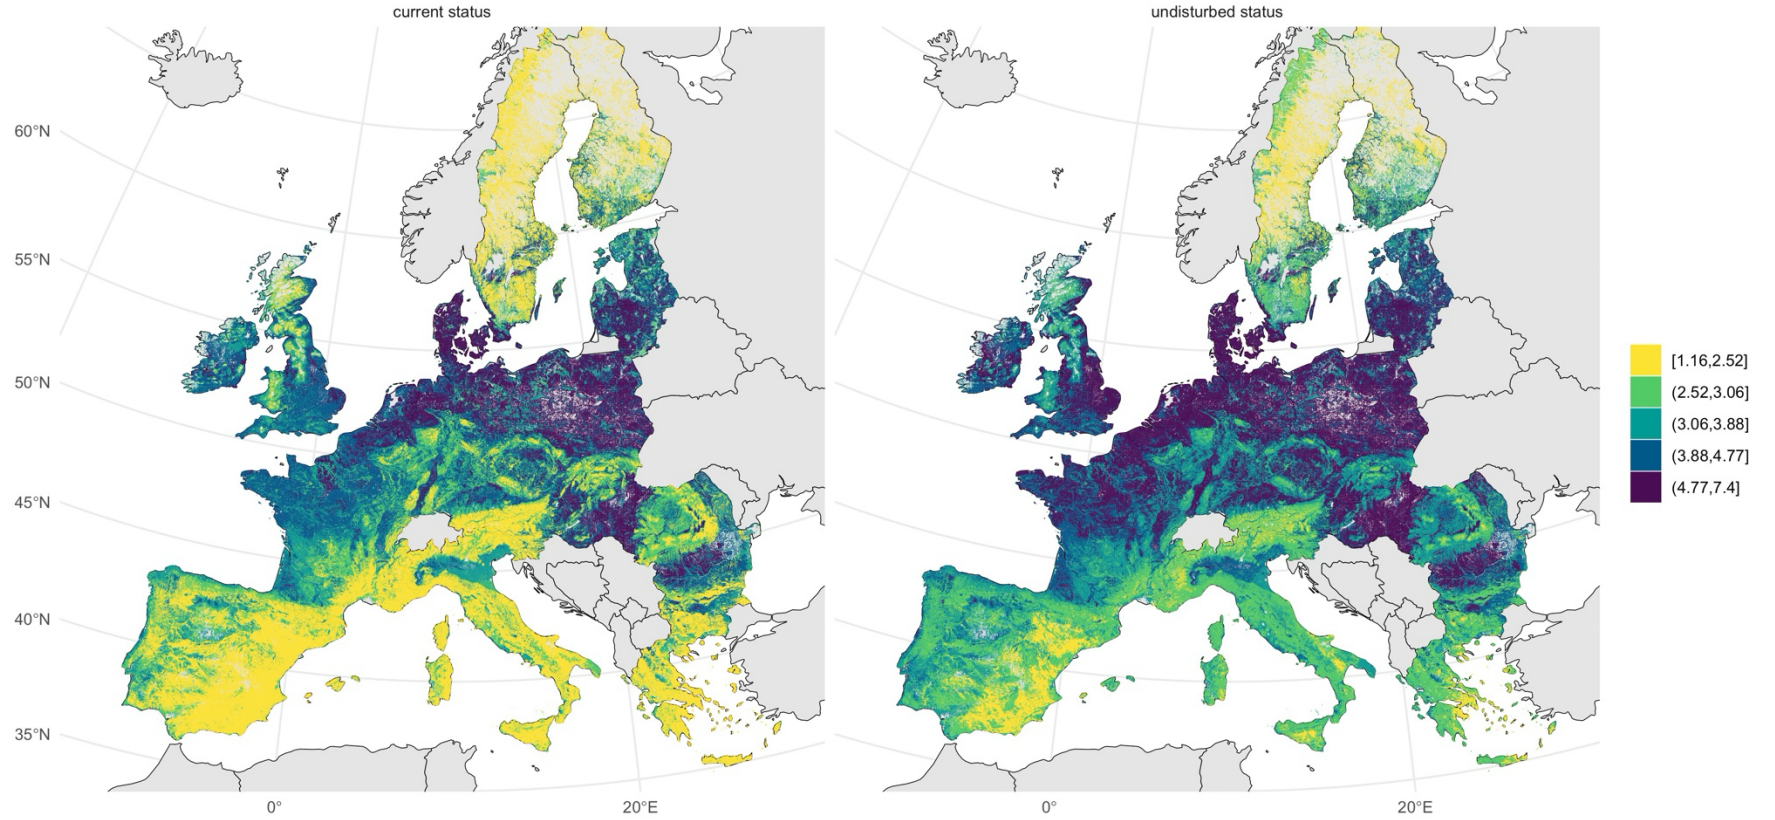 current status
undisturbed status
60°N
55°N
50°N
45°N
40°N
35°N
0°
20°E
0°
20°E
[1.16,2.52]
(2.52,3.06]
(3.06,3.88]
(3.88,4.77]
(4.77,7.4]